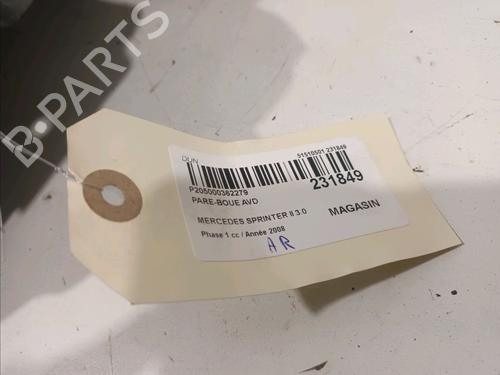 B-PARTS
DUN
51510501 231849
P205000362279
231849
PARE-BOUE AVD
MERCEDES SPRINTER II 3.0
MAGASIN
Phase 1 cc / Année 2008
AR